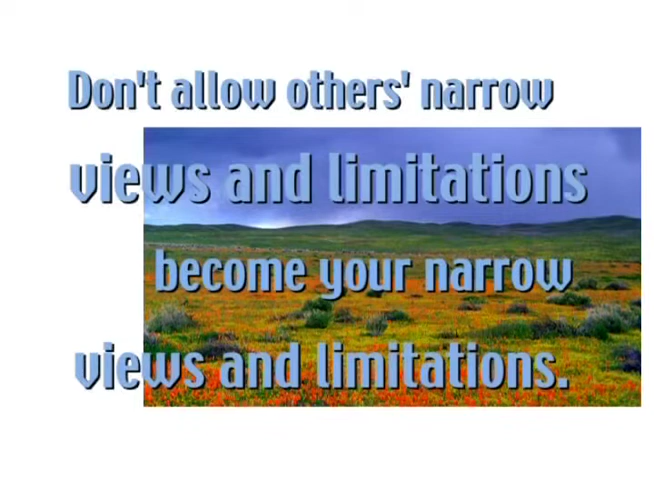 Don't allow others' narrow
views and limitations
become your narrow
views and limitations.